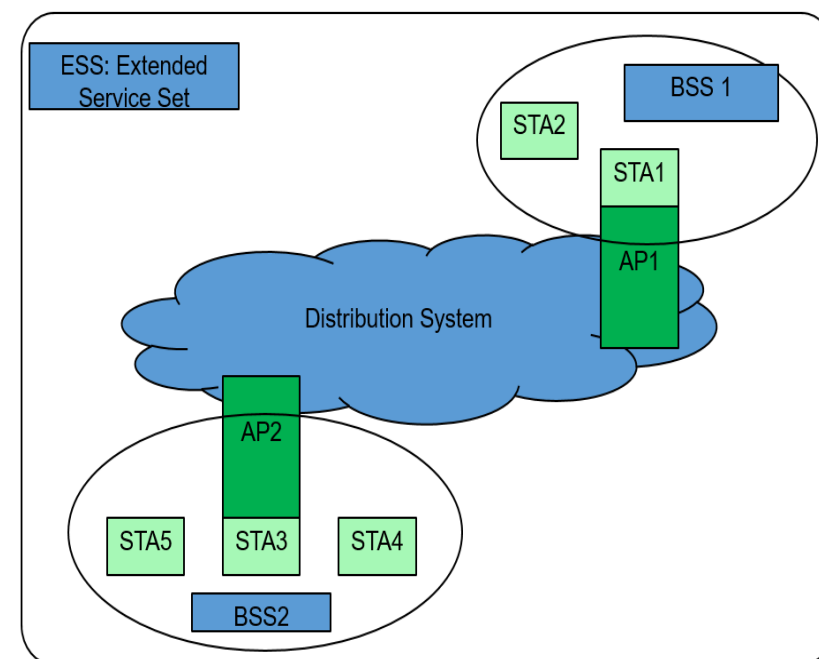 ESS: Extended
Service Set
BSS 1
STA2
STA1
AP1
Distribution System
AP2
STA5
STA3
STA4
BSS2